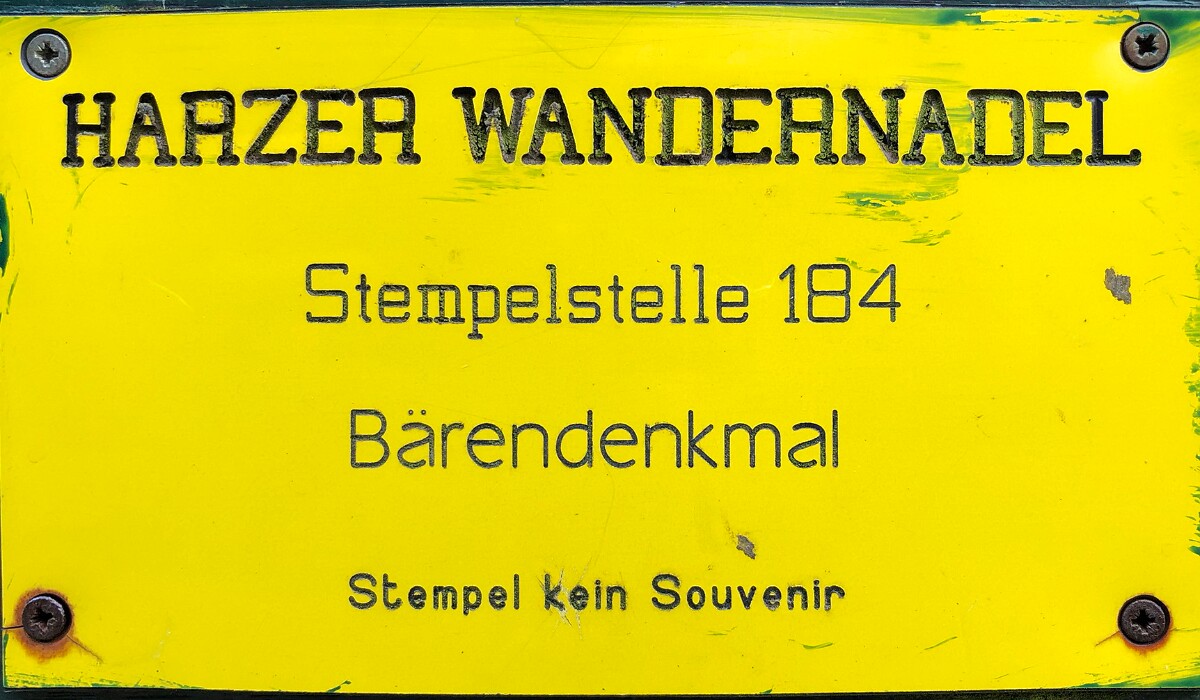 HARZER WANDERNADEL
Stempelstelle 184
Bärendenkmal
Stempel kein Souvenir